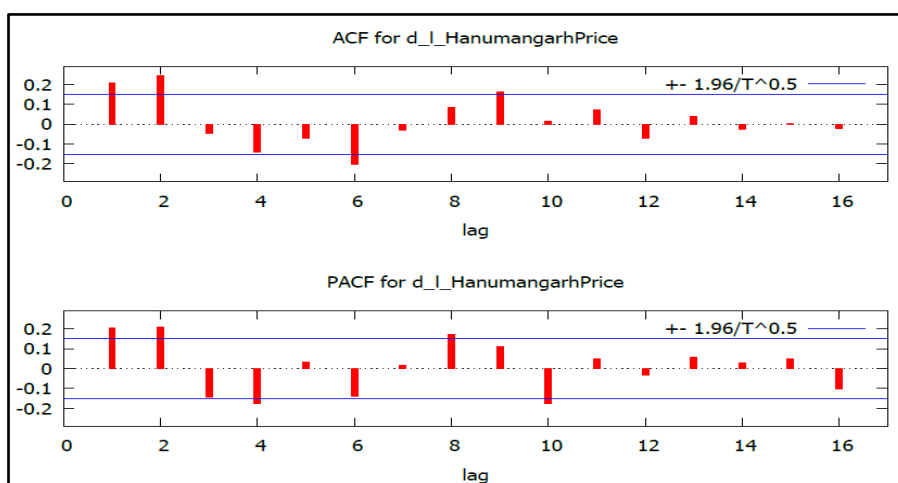 ACF for d_l_HanumangarhPrice
+- 1.96/T^0.5
0.2
0.1
0
-0.1
-0.2
0 2 4 6 8 10 12 14 16
lag
PACF for d_l_HanumangarhPrice
+- 1.96/T^0.5
0.2
0.1
0
-0.1
-0.2
0 2 4 6 8 10 12 14 16
lag